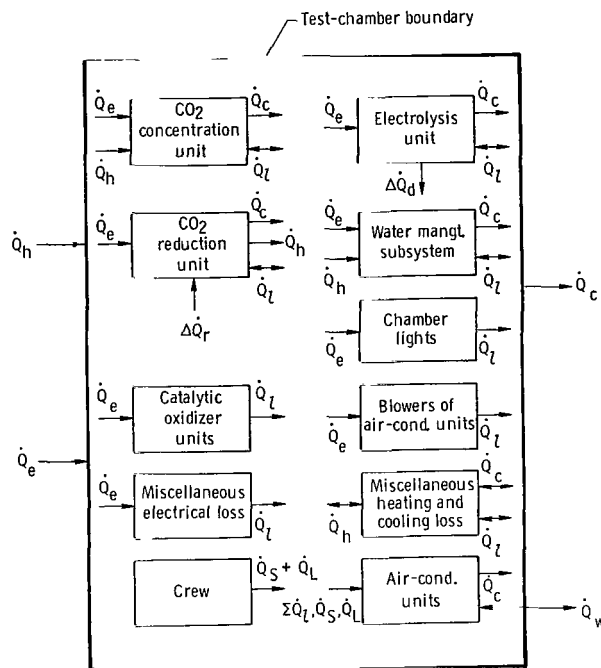 Test-chamber boundary
Q̇e
CO2
concentration
unit
Q̇c
Q̇h
Q̇l
Q̇e
Electrolysis
unit
Q̇c
Q̇l
ΔQ̇d
Q̇h
Q̇e
CO2
reduction
unit
Q̇c
Q̇h
Q̇l
ΔQ̇r
Q̇e
Water mangt.
subsystem
Q̇c
Q̇h
Q̇l
Q̇c
Q̇e
Chamber
lights
Q̇l
Q̇e
Catalytic
oxidizer
units
Q̇l
Q̇e
Blowers of
air-cond. units
Q̇l
Q̇e
Q̇e
Miscellaneous
electrical loss
Q̇l
Q̇h
Miscellaneous
heating and
cooling loss
Q̇c
Q̇l
Crew
Q̇S + Q̇L
ΣQ̇l,Q̇S,Q̇L
Air-cond.
units
Q̇c
Q̇w